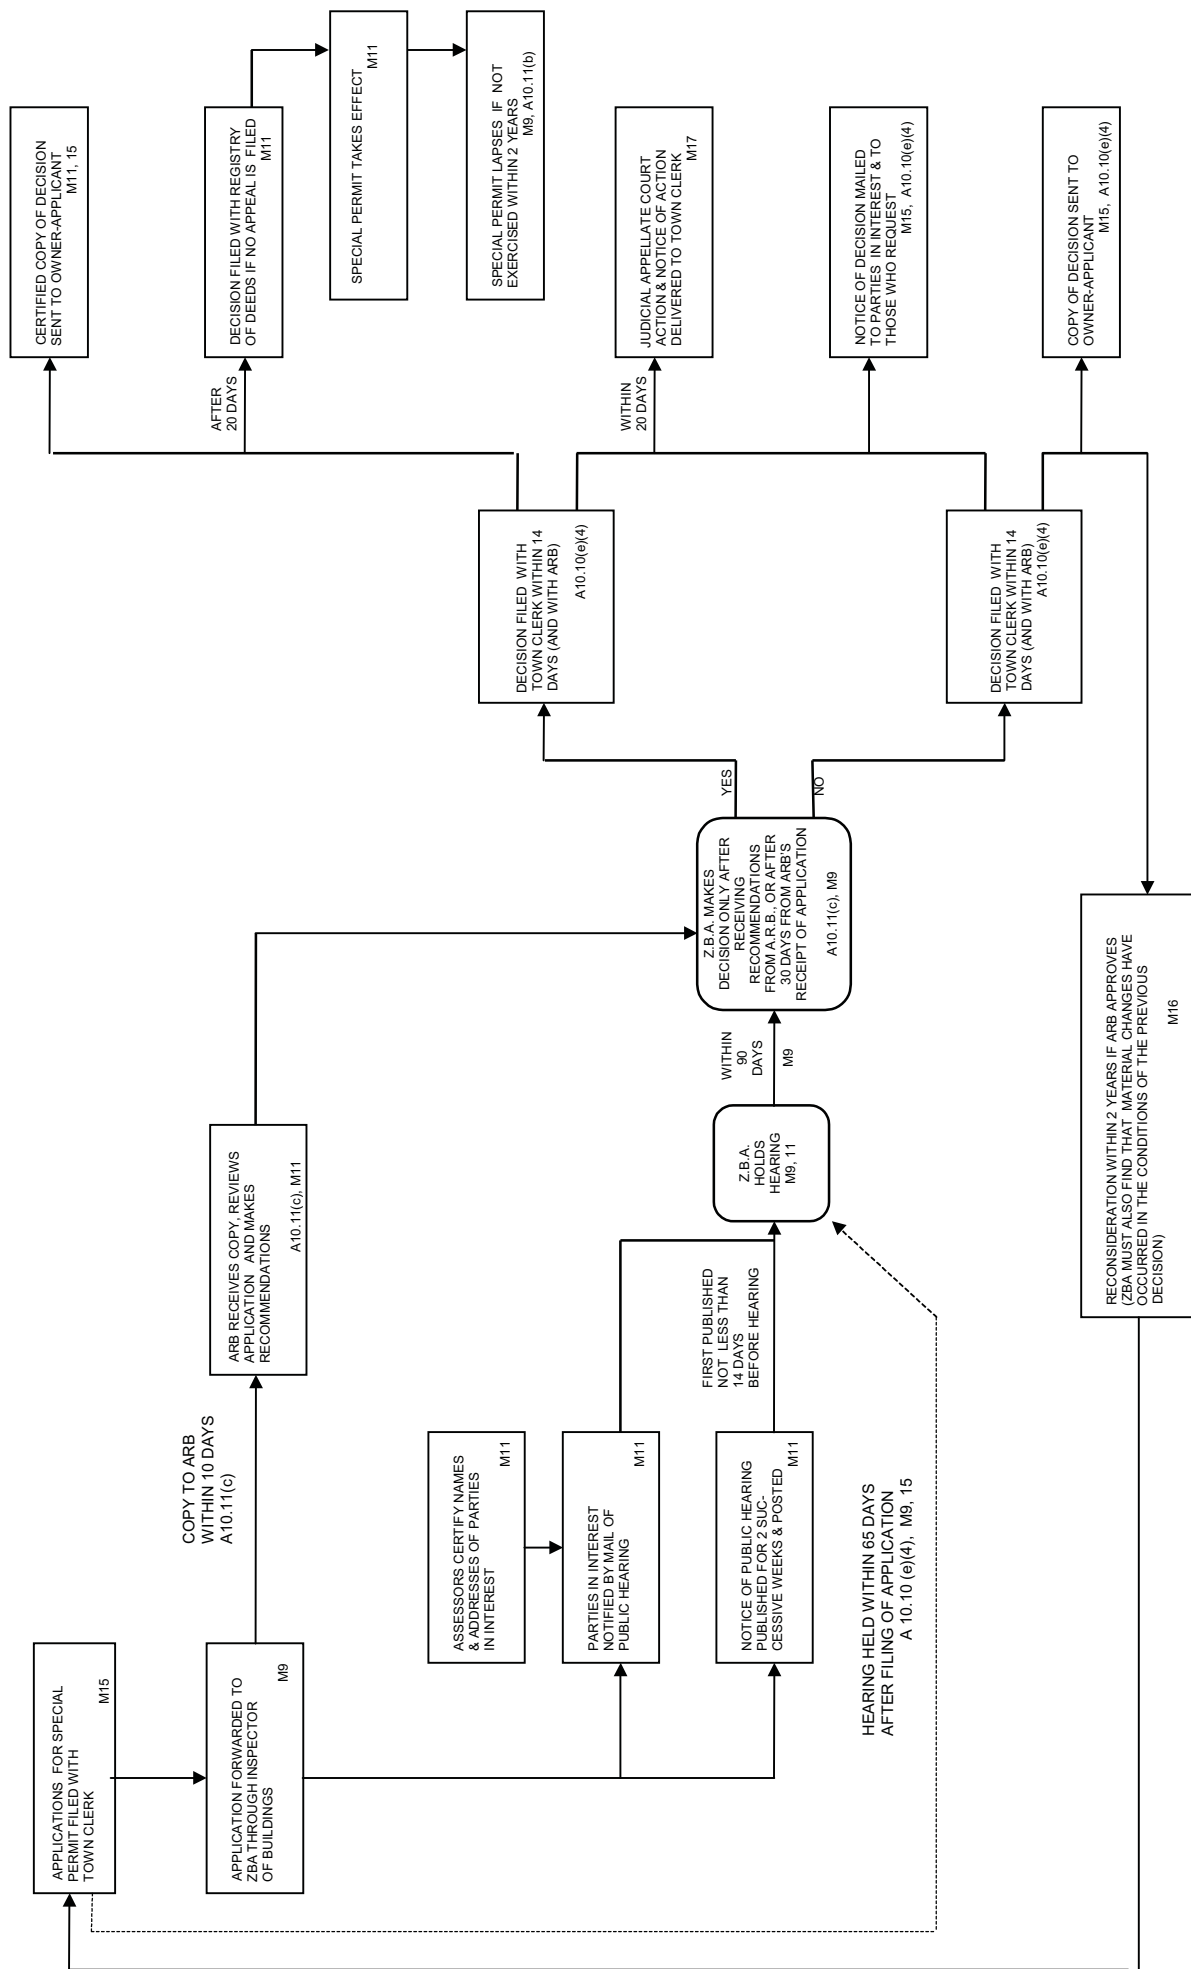 APPLICATIONS FOR SPECIAL
PERMIT FILED WITH
TOWN CLERK
M15
APPLICATION FORWARDED TO
ZBA THROUGH INSPECTOR
OF BUILDINGS
M9
COPY TO ARB
WITHIN 10 DAYS
A10.11(c)
ARB RECEIVES COPY, REVIEWS
APPLICATION AND MAKES
RECOMMENDATIONS
A10.11(c), M11
ASSESSORS CERTIFY NAMES
& ADDRESSES OF PARTIES
IN INTEREST
M11
PARTIES IN INTEREST
NOTIFIED BY MAIL OF
PUBLIC HEARING
M11
NOTICE OF PUBLIC HEARING
PUBLISHED FOR 2 SUC-
CESSIVE WEEKS & POSTED
M11
FIRST PUBLISHED
NOT LESS THAN
14 DAYS
BEFORE HEARING
HEARING HELD WITHIN 65 DAYS
AFTER FILING OF APPLICATION
A 10.10 (e)(4), M9, 15
Z.B.A.
HOLDS
HEARING
M9, 11
WITHIN
90
DAYS
M9
Z.B.A. MAKES
DECISION ONLY AFTER
RECEIVING
RECOMMENDATIONS
FROM A.R.B., OR AFTER
30 DAYS FROM ARB'S
RECEIPT OF APPLICATION
A10.11(c), M9
YES
NO
DECISION FILED WITH
TOWN CLERK WITHIN 14
DAYS (AND WITH ARB)
A10.10(e)(4)
DECISION FILED WITH
TOWN CLERK WITHIN 14
DAYS (AND WITH ARB)
A10.10(e)(4)
CERTIFIED COPY OF DECISION
SENT TO OWNER-APPLICANT
M11, 15
AFTER
20 DAYS
DECISION FILED WITH REGISTRY
OF DEEDS IF NO APPEAL IS FILED
M11
SPECIAL PERMIT TAKES EFFECT
M11
SPECIAL PERMIT LAPSES IF NOT
EXERCISED WITHIN 2 YEARS
M9, A10.11(b)
WITHIN
20 DAYS
JUDICIAL APPELLATE COURT
ACTION & NOTICE OF ACTION
DELIVERED TO TOWN CLERK
M17
NOTICE OF DECISION MAILED
TO PARTIES IN INTEREST & TO
THOSE WHO REQUEST
M15, A10.10(e)(4)
COPY OF DECISION SENT TO
OWNER-APPLICANT
M15, A10.10(e)(4)
RECONSIDERATION WITHIN 2 YEARS IF ARB APPROVES
(ZBA MUST ALSO FIND THAT MATERIAL CHANGES HAVE
OCCURRED IN THE CONDITIONS OF THE PREVIOUS
DECISION)
M16